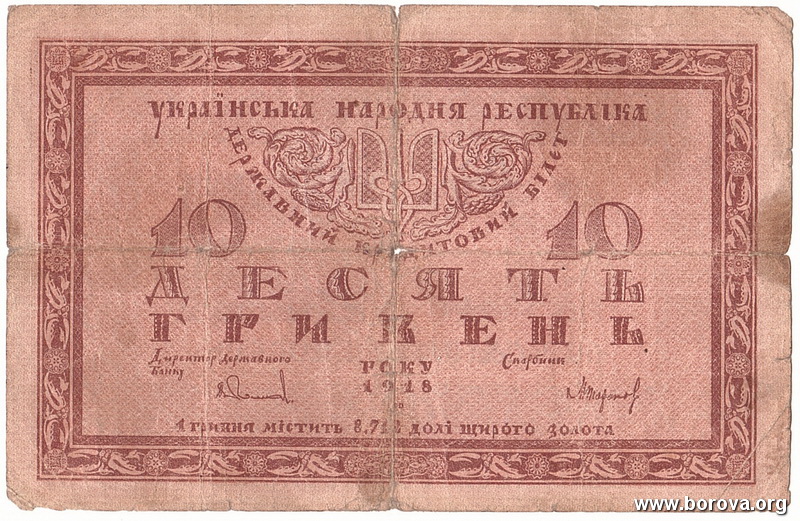 УКРАЇНСЬКА НАРОДНЯ РЕСПУБЛІКА
ДЕРЖАВНИЙ КРЕДИТОВИЙ БІЛЕТ
10 10
ДЕСЯТЬ
ГРИВЕНЬ
Директор Державного Банку
РОКУ
1918
Скарбник
1 гривня містить 8,712 долі щирого золота
www.borova.org